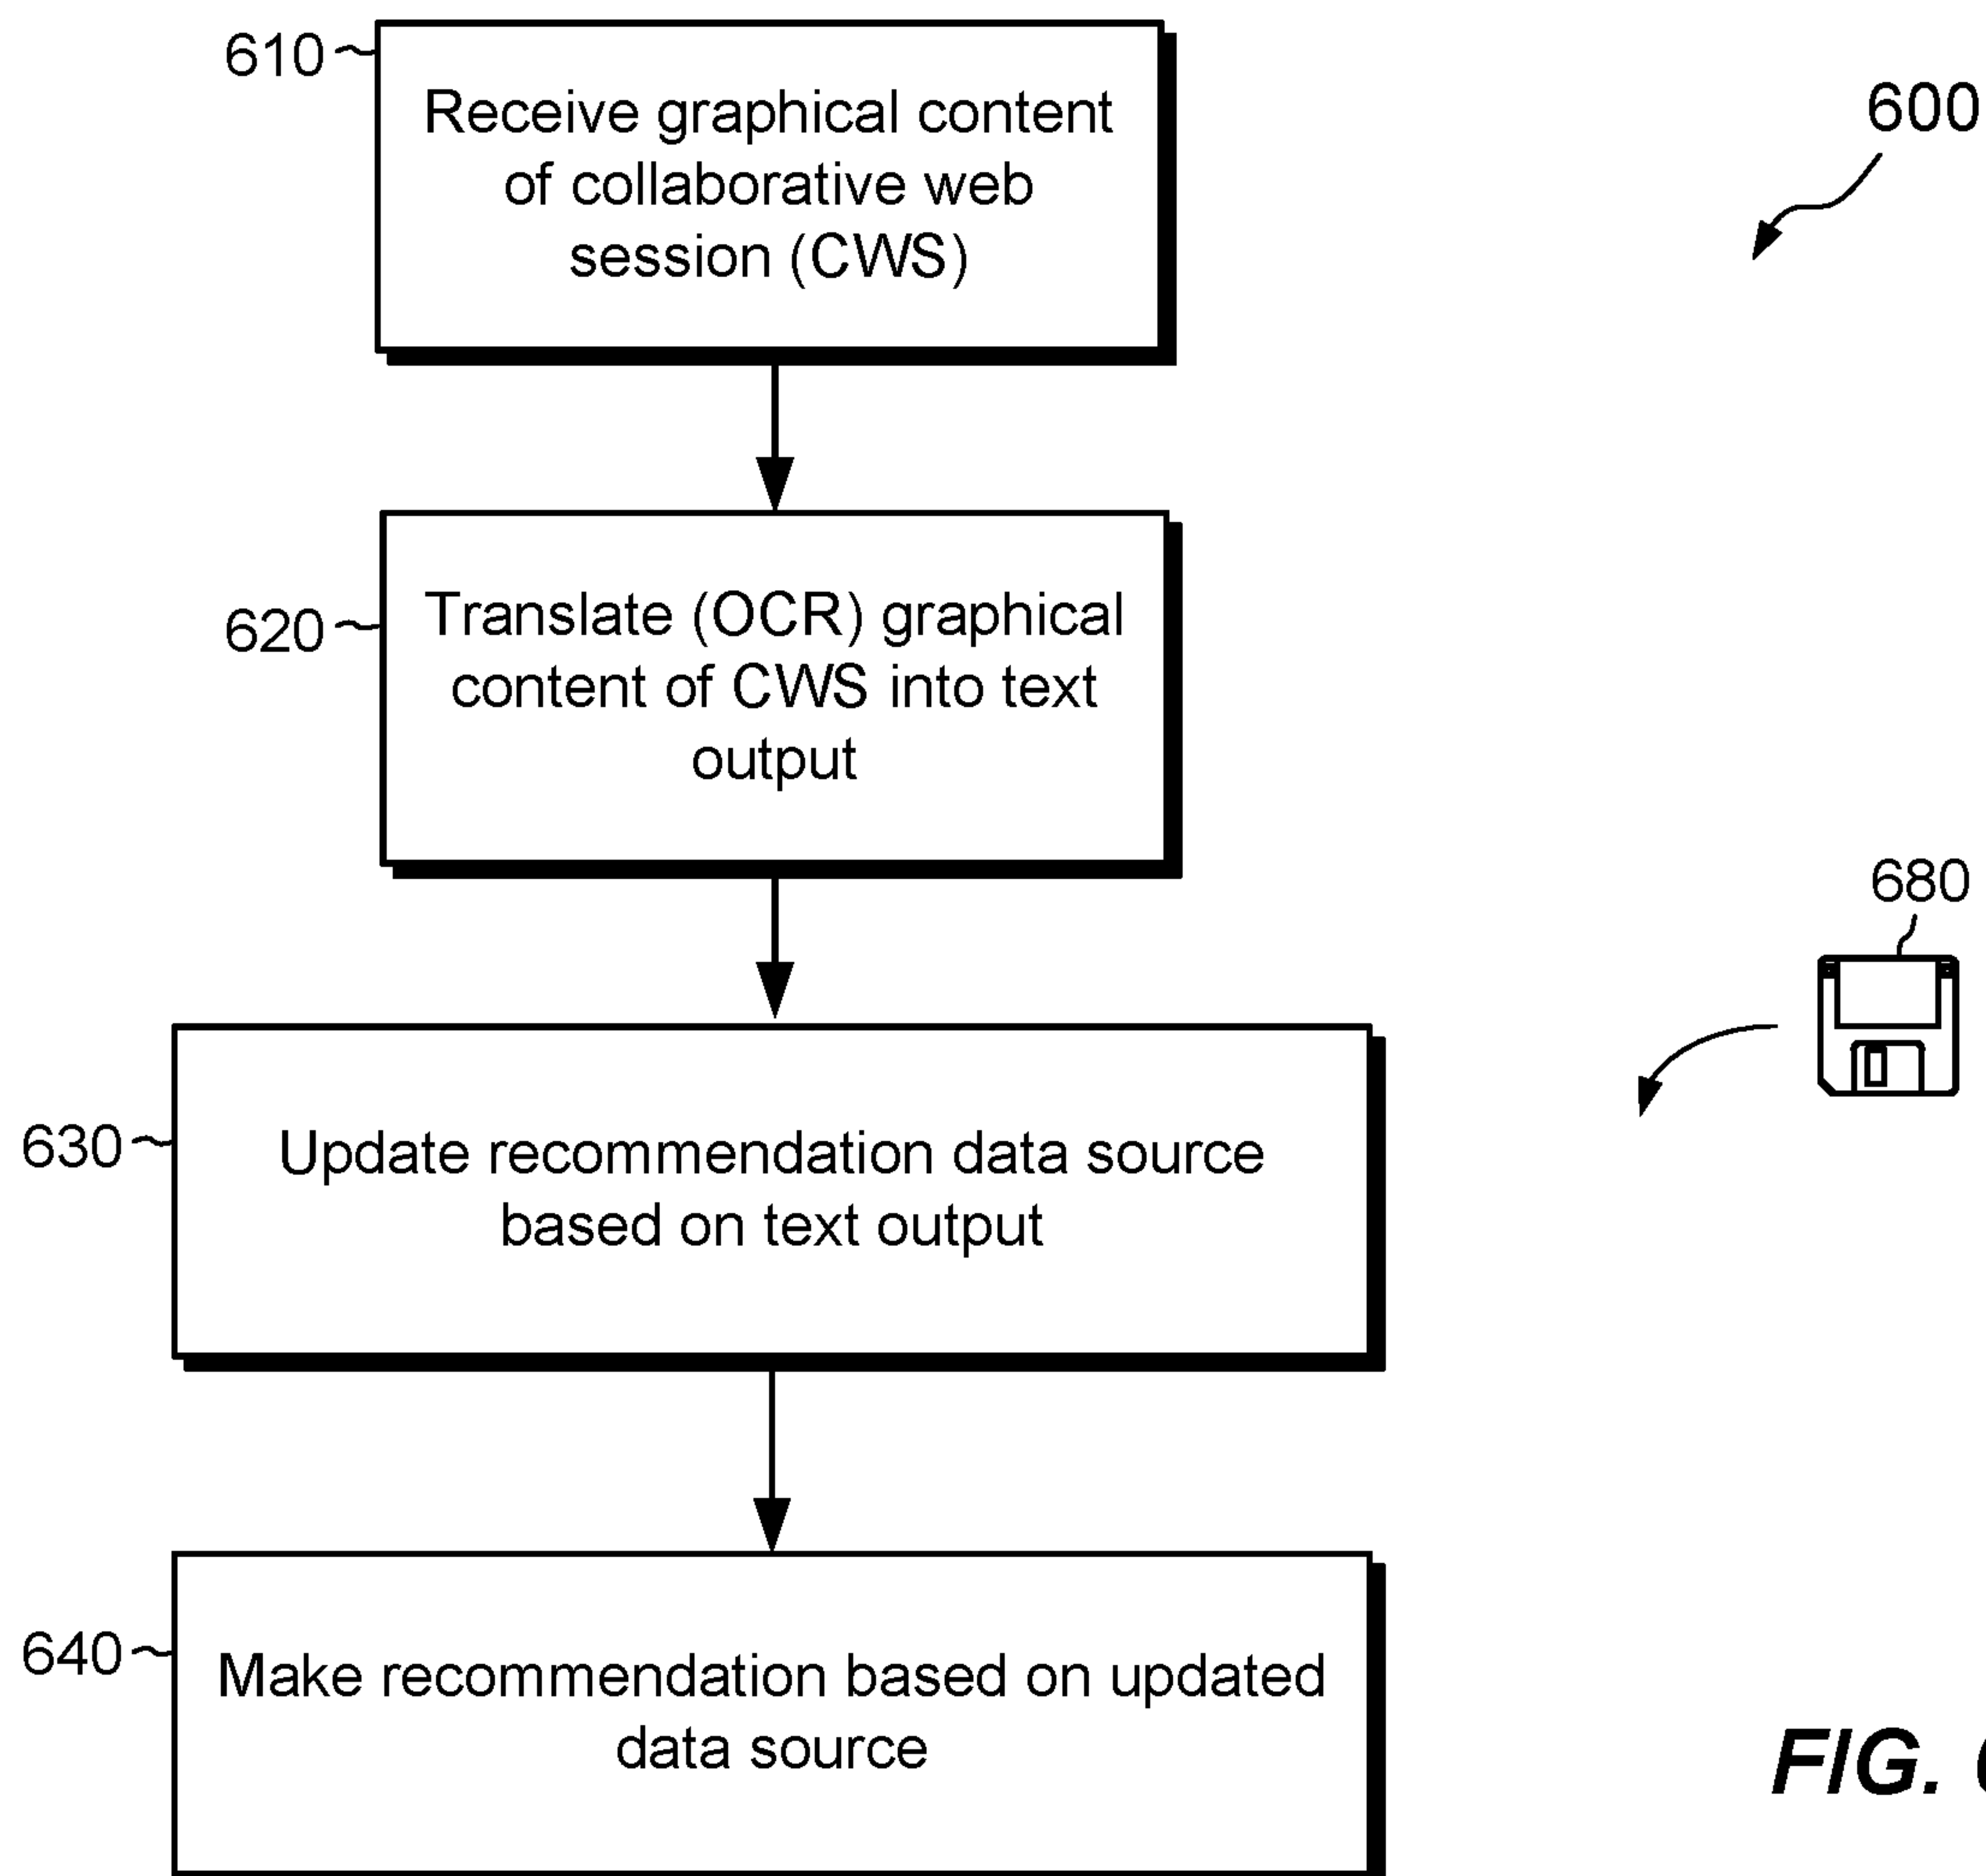 610
Receive graphical content
of collaborative web
session (CWS)
600
620
Translate (OCR) graphical
content of CWS into text
output
680
630
Update recommendation data source
based on text output
640
Make recommendation based on updated
data source
FIG.